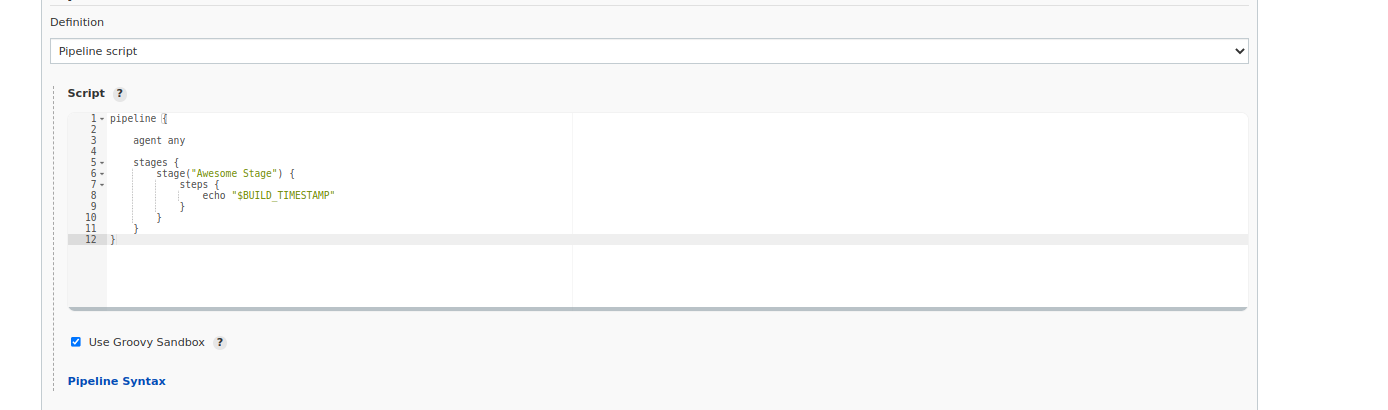 Definition
Pipeline script
Script ?
1 pipeline {
2
3     agent any
4
5     stages {
6         stage("Awesome Stage") {
7             steps {
8                 echo "$BUILD_TIMESTAMP"
9             }
10         }
11     }
12 }
Use Groovy Sandbox ?
Pipeline Syntax